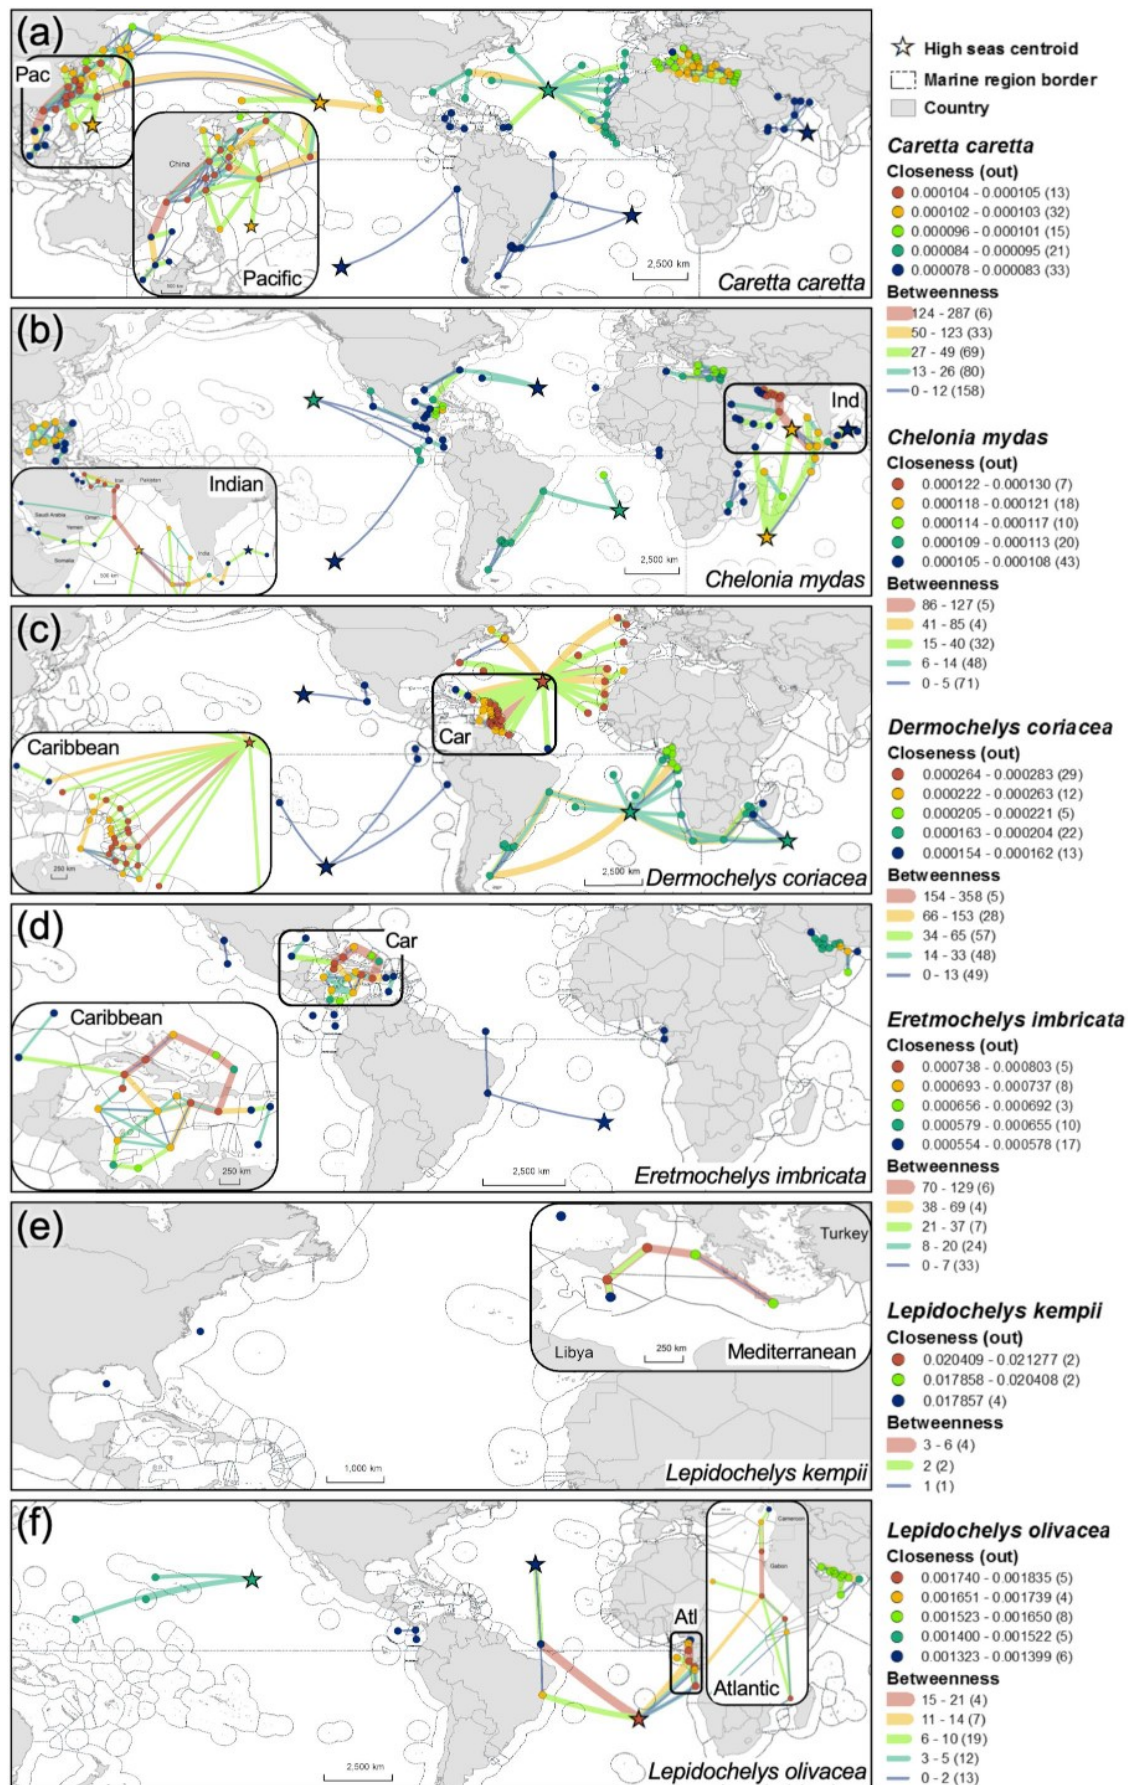 (a)
Pac
China
500 km
Pacific
2,500 km
Caretta caretta
(b)
Ind
Indian
Iran
Pakistan
Saudi Arabia
Oman
Yemen
India
Somalia
500 km
2,500 km
Chelonia mydas
(c)
Car
Caribbean
250 km
2,500 km
Dermochelys coriacea
(d)
Car
Caribbean
250 km
2,500 km
Eretmochelys imbricata
(e)
Turkey
Libya
250 km
Mediterranean
1,000 km
Lepidochelys kempii
(f)
Cameroon
Gabon
Atl
Atlantic
2,500 km
Lepidochelys olivacea
High seas centroid
Marine region border
Country
Caretta caretta
Closeness (out)
0.000104 - 0.000105 (13)
0.000102 - 0.000103 (32)
0.000096 - 0.000101 (15)
0.000084 - 0.000095 (21)
0.000078 - 0.000083 (33)
Betweenness
124 - 287 (6)
50 - 123 (33)
27 - 49 (69)
13 - 26 (80)
0 - 12 (158)
Chelonia mydas
Closeness (out)
0.000122 - 0.000130 (7)
0.000118 - 0.000121 (18)
0.000114 - 0.000117 (10)
0.000109 - 0.000113 (20)
0.000105 - 0.000108 (43)
Betweenness
86 - 127 (5)
41 - 85 (4)
15 - 40 (32)
6 - 14 (48)
0 - 5 (71)
Dermochelys coriacea
Closeness (out)
0.000264 - 0.000283 (29)
0.000222 - 0.000263 (12)
0.000205 - 0.000221 (5)
0.000163 - 0.000204 (22)
0.000154 - 0.000162 (13)
Betweenness
154 - 358 (5)
66 - 153 (28)
34 - 65 (57)
14 - 33 (48)
0 - 13 (49)
Eretmochelys imbricata
Closeness (out)
0.000738 - 0.000803 (5)
0.000693 - 0.000737 (8)
0.000656 - 0.000692 (3)
0.000579 - 0.000655 (10)
0.000554 - 0.000578 (17)
Betweenness
70 - 129 (6)
38 - 69 (4)
21 - 37 (7)
8 - 20 (24)
0 - 7 (33)
Lepidochelys kempii
Closeness (out)
0.020409 - 0.021277 (2)
0.017858 - 0.020408 (2)
0.017857 (4)
Betweenness
3 - 6 (4)
2 (2)
1 (1)
Lepidochelys olivacea
Closeness (out)
0.001740 - 0.001835 (5)
0.001651 - 0.001739 (4)
0.001523 - 0.001650 (8)
0.001400 - 0.001522 (5)
0.001323 - 0.001399 (6)
Betweenness
15 - 21 (4)
11 - 14 (7)
6 - 10 (19)
3 - 5 (12)
0 - 2 (13)